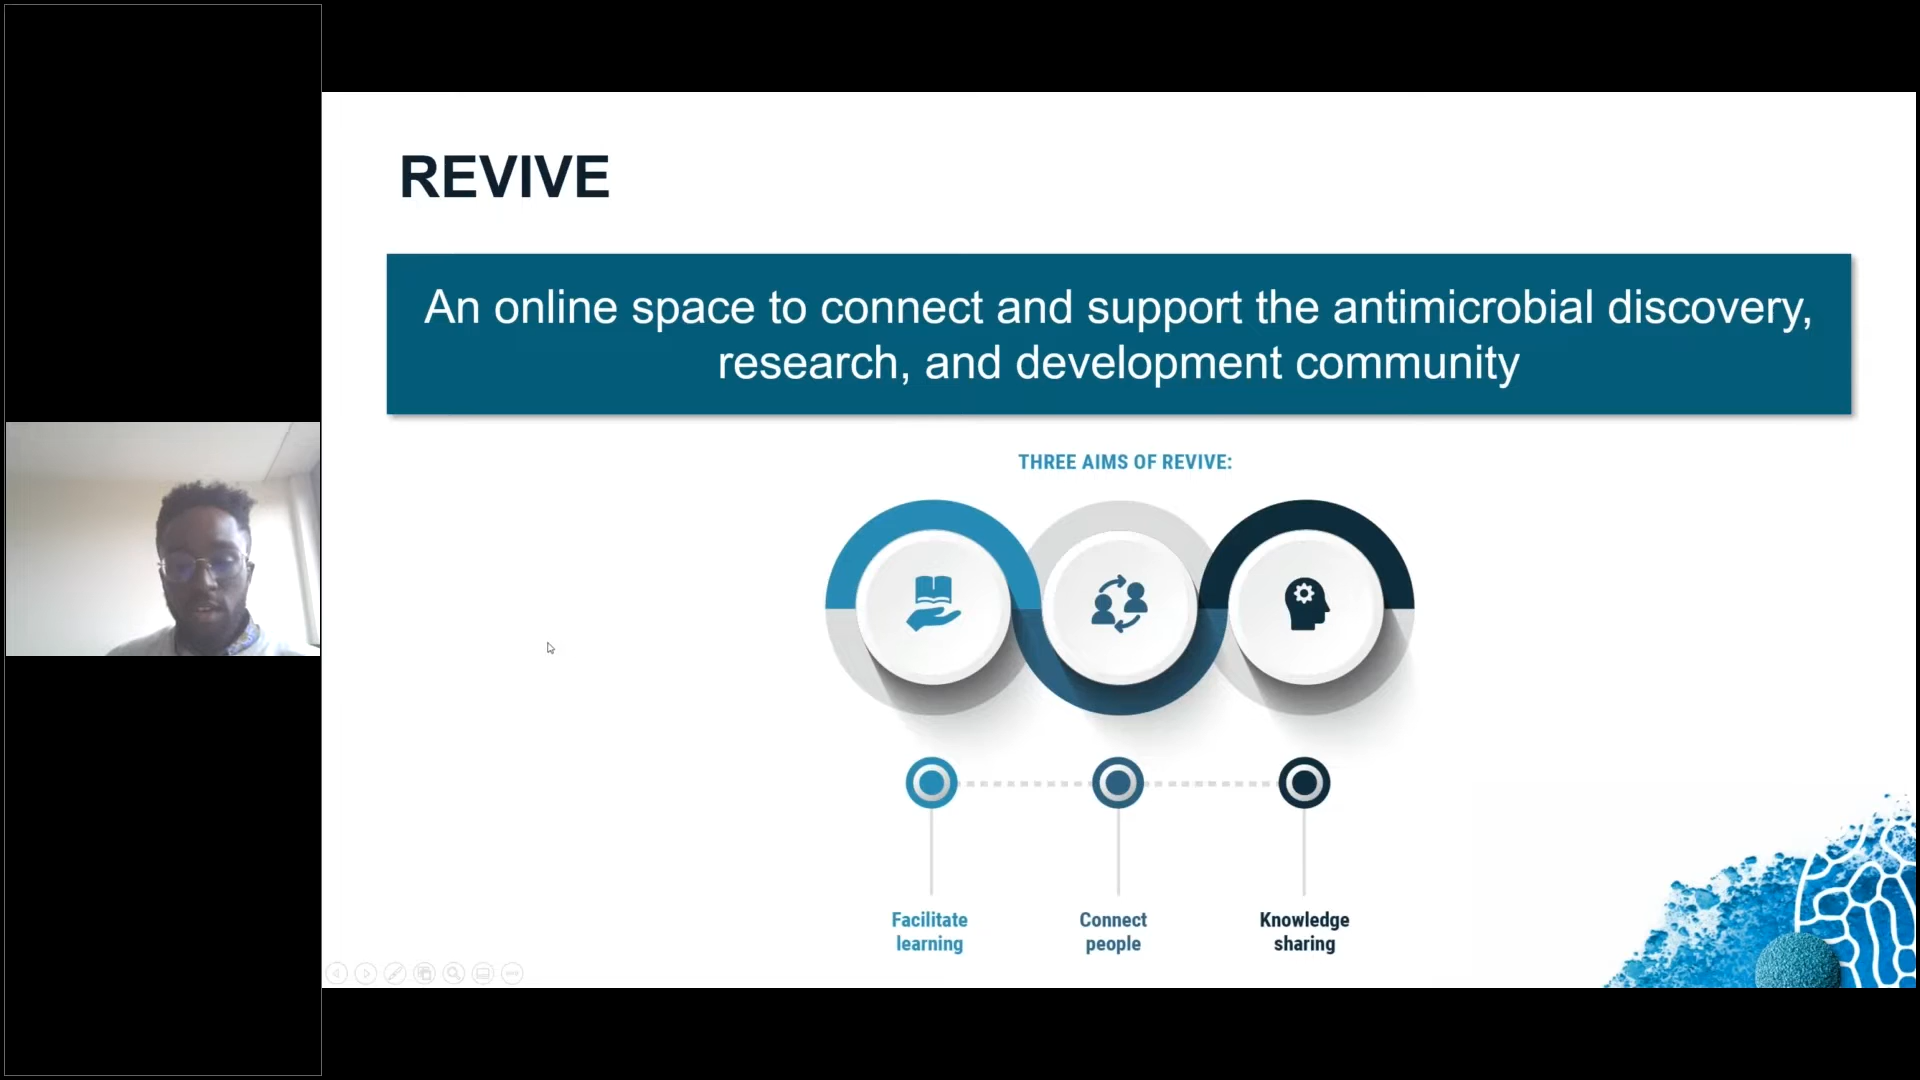 REVIVE
An online space to connect and support the antimicrobial discovery,
research, and development community
THREE AIMS OF REVIVE:
Facilitate
learning
Connect
people
Knowledge
sharing